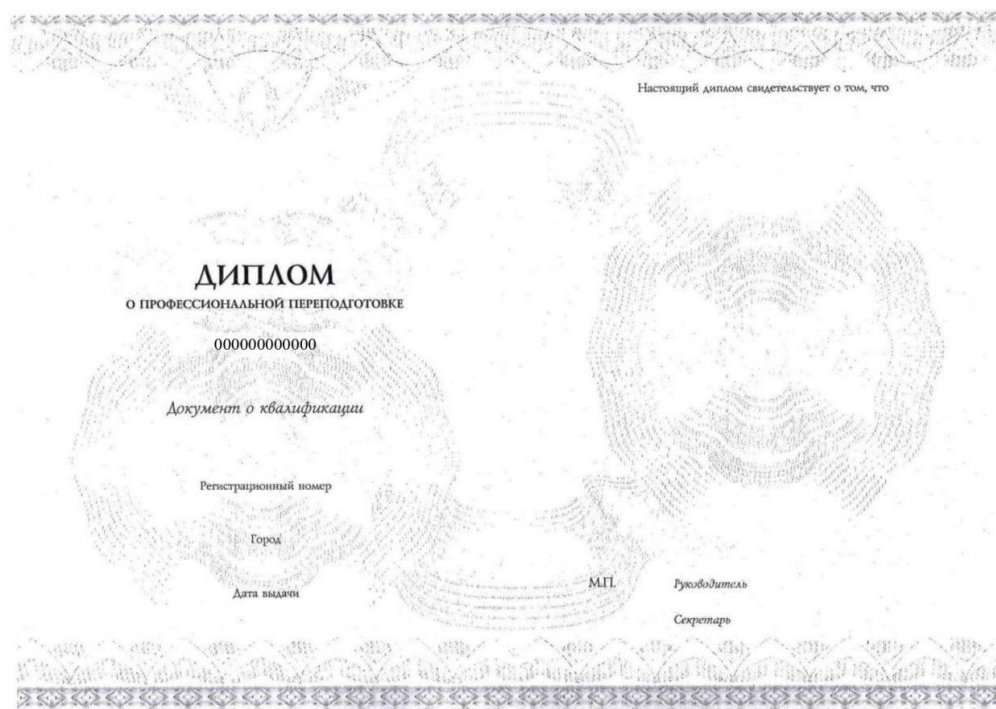 ДИПЛОМ
О ПРОФЕССИОНАЛЬНОЙ ПЕРЕПОДГОТОВКЕ
000000000000
Документ о квалификации
Регистрационный номер
Город
Дата выдачи
Настоящий диплом свидетельствует о том, что
М.П.
Руководитель
Секретарь